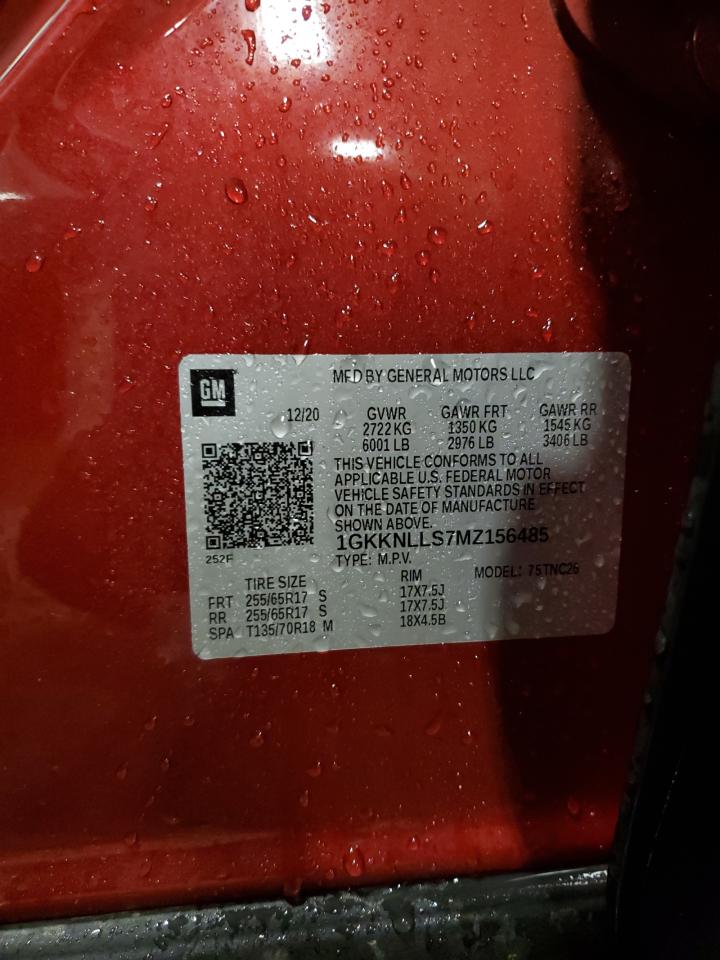 GM
MFD BY GENERAL MOTORS LLC
12/20 GVWR GAWR FRT GAWR RR
2722 KG 1350 KG 1545 KG
6001 LB 2976 LB 3406 LB
THIS VEHICLE CONFORMS TO ALL
APPLICABLE U.S. FEDERAL MOTOR
VEHICLE SAFETY STANDARDS IN EFFECT
ON THE DATE OF MANUFACTURE
SHOWN ABOVE.
1GKKNLLS7MZ156485
252F TYPE: M.P.V. MODEL: 75TNC26
TIRE SIZE RIM
FRT 255/65R17 S 17X7.5J
RR 255/65R17 S 17X7.5J
SPA T135/70R18 M 18X4.5B